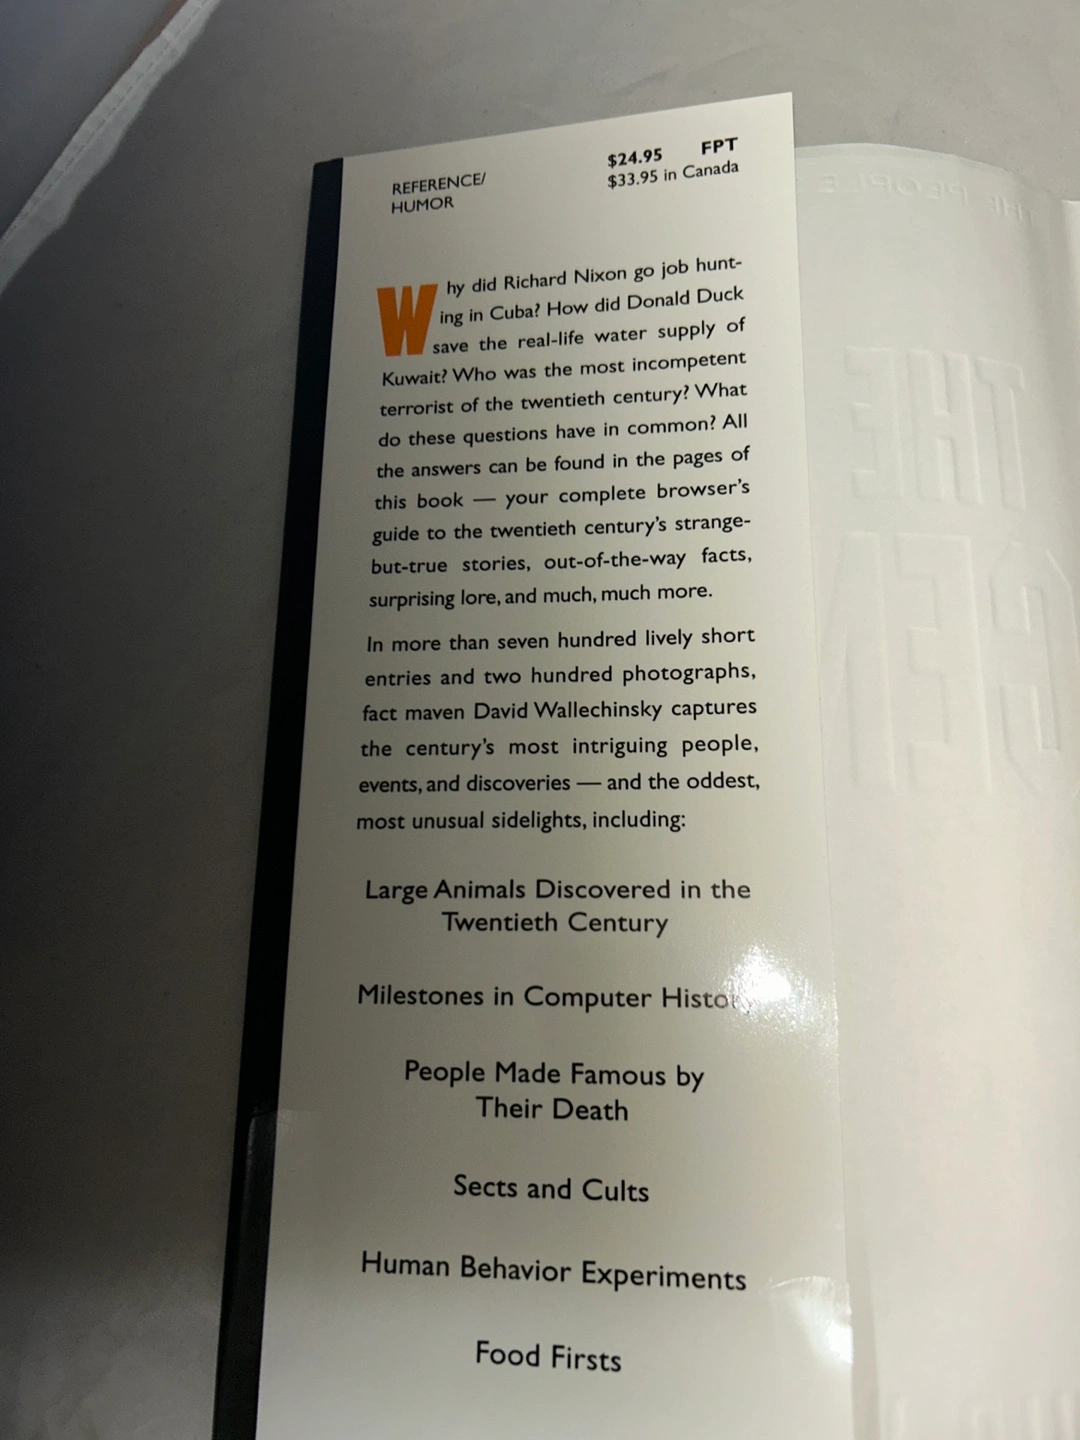 REFERENCE/
HUMOR
$24.95 FPT
$33.95 in Canada
Why did Richard Nixon go job hunt-
ing in Cuba? How did Donald Duck
save the real-life water supply of
Kuwait? Who was the most incompetent
terrorist of the twentieth century? What
do these questions have in common? All
the answers can be found in the pages of
this book — your complete browser's
guide to the twentieth century's strange-
but-true stories, out-of-the-way facts,
surprising lore, and much, much more.
In more than seven hundred lively short
entries and two hundred photographs,
fact maven David Wallechinsky captures
the century's most intriguing people,
events, and discoveries — and the oddest,
most unusual sidelights, including:
Large Animals Discovered in the
Twentieth Century
Milestones in Computer History
People Made Famous by
Their Death
Sects and Cults
Human Behavior Experiments
Food Firsts
THE PEOPLE
THE